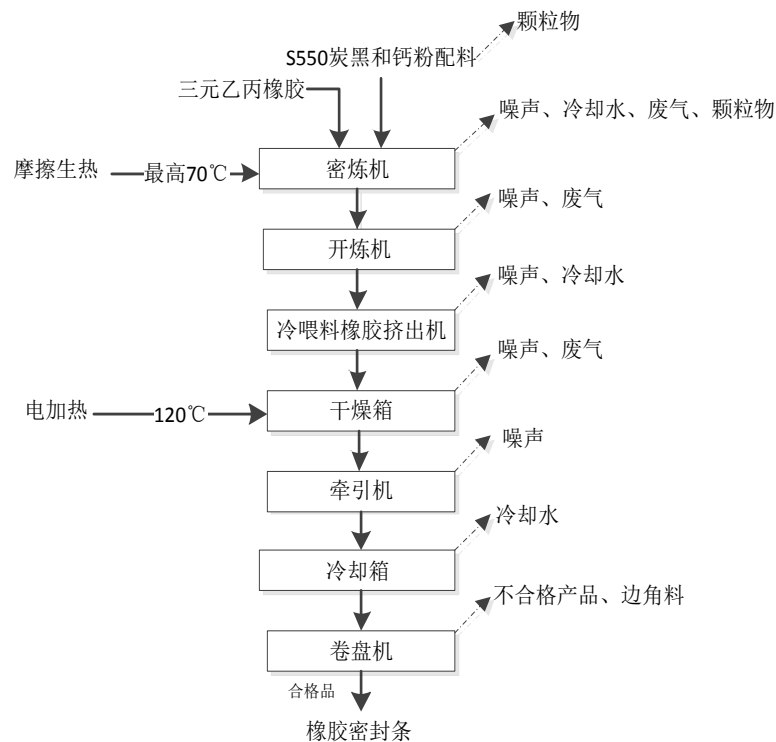 颗粒物
S550炭黑和钙粉配料
三元乙丙橡胶
噪声、冷却水、废气、颗粒物
摩擦生热
最高70℃
密炼机
噪声、废气
开炼机
噪声、冷却水
冷喂料橡胶挤出机
噪声、废气
电加热
120℃
干燥箱
噪声
牵引机
冷却水
冷却箱
不合格产品、边角料
卷盘机
合格品
橡胶密封条